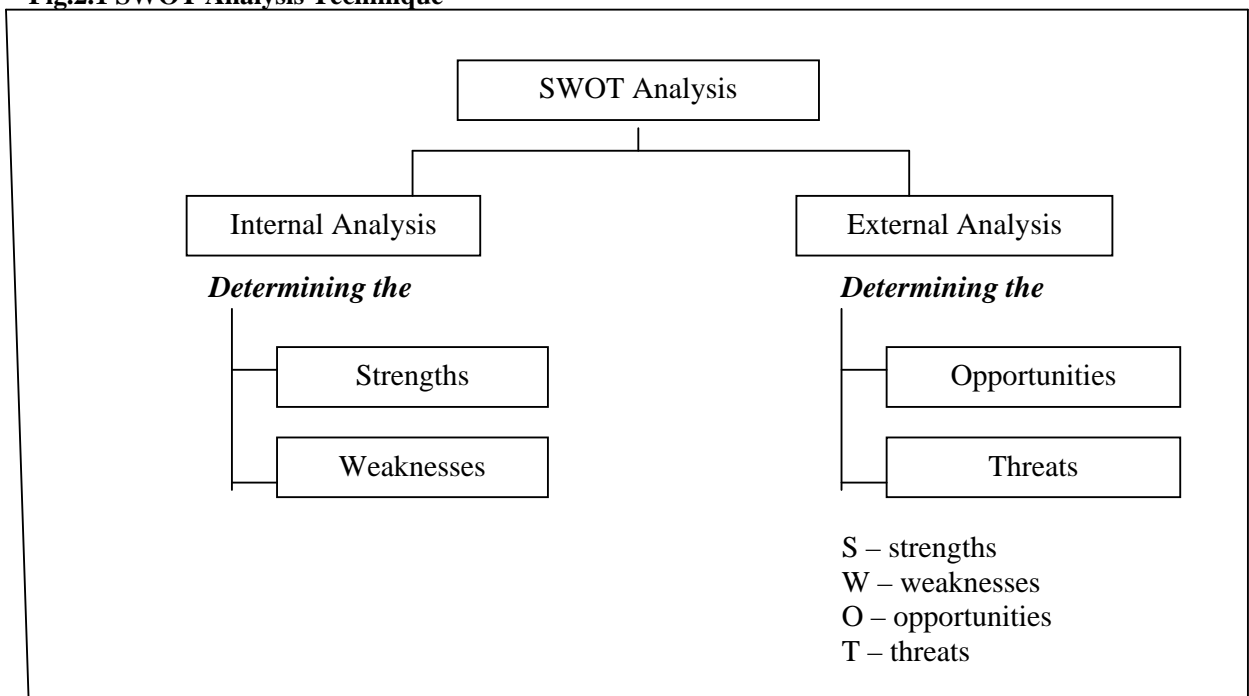 Fig.2.1 SWOT Analysis Technique
SWOT Analysis
Internal Analysis
External Analysis
Determining the
Determining the
Strengths
Opportunities
Weaknesses
Threats
S – strengths
W – weaknesses
O – opportunities
T – threats